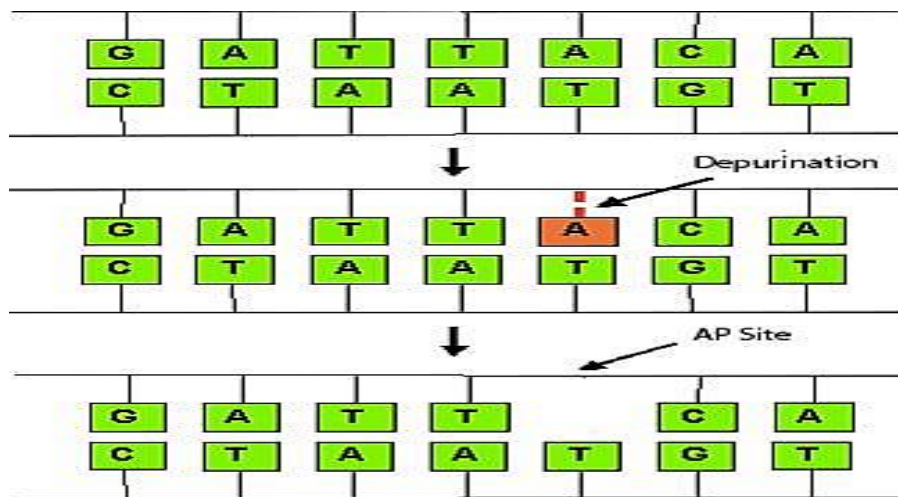 G A T T A C A
C T A A T G T
Depurination
G A T T A C A
C T A A T G T
AP Site
G A T T C A
C T A A T G T